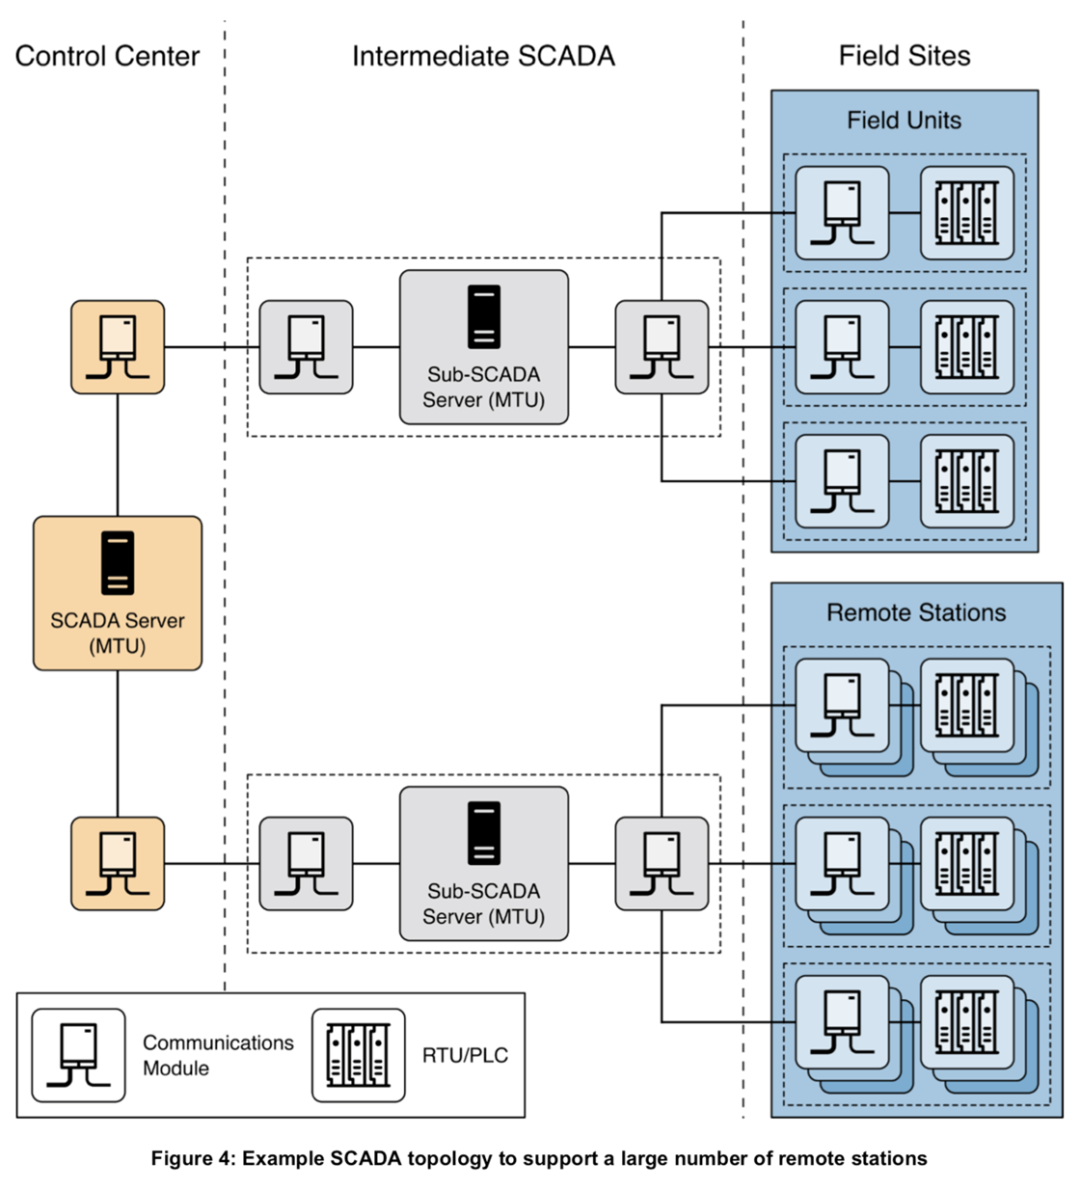 Control Center
Intermediate SCADA
Field Sites
Field Units
Sub-SCADA
Server (MTU)
SCADA Server
(MTU)
Remote Stations
Sub-SCADA
Server (MTU)
Communications
Module
RTU/PLC
Figure 4: Example SCADA topology to support a large number of remote stations